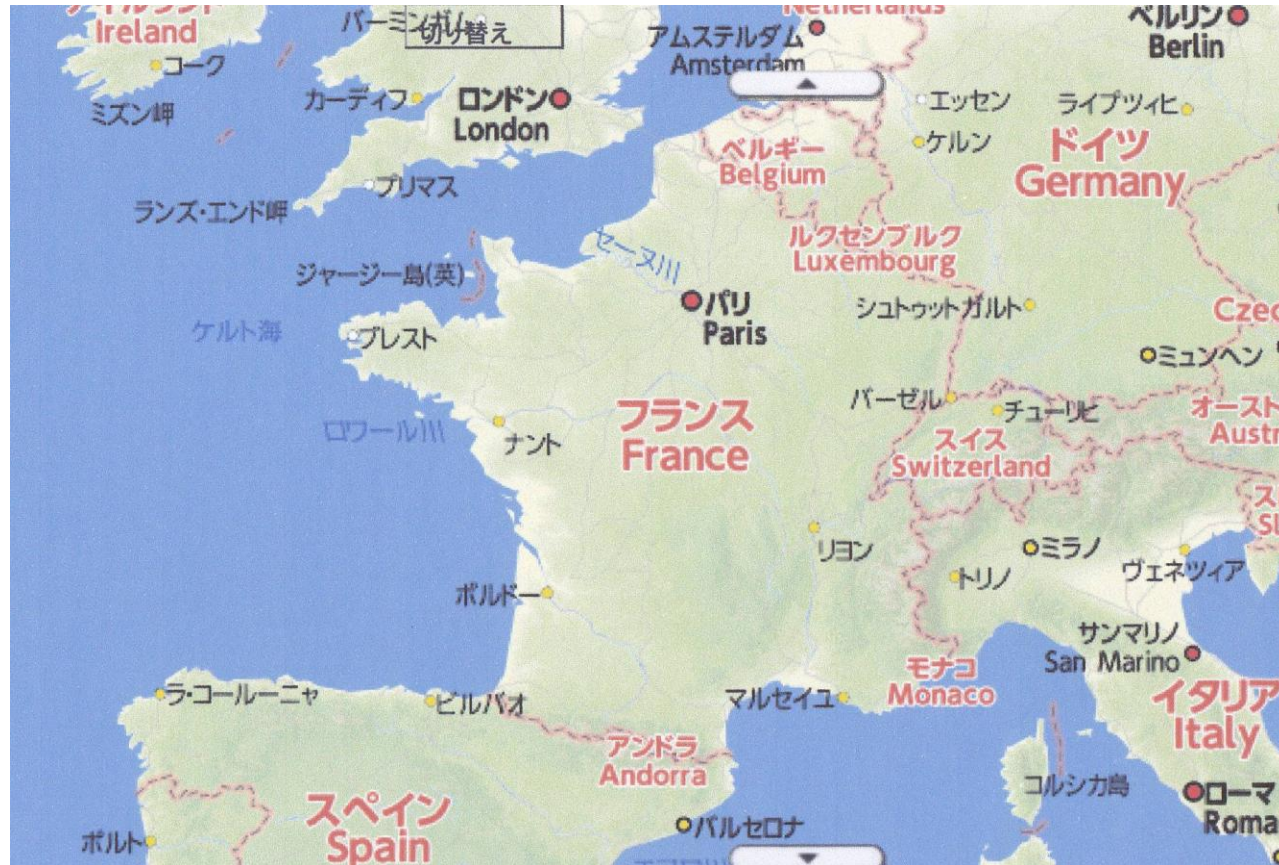 Ireland
コーク
ミズン岬
切り替え
カーディフ
ロンドン
London
プリマス
ランズ・エンド岬
アムステルダム
Amsterdam
Netherlands
ベルリン
Berlin
エッセン
ライプツィヒ
ケルン
ドイツ
Germany
ベルギー
Belgium
ルクセンブルク
Luxembourg
セーヌ川
ジャージー島(英)
パリ
Paris
シュトゥットガルト
Czec
ケルト海
ブレスト
ミュンヘン
バーゼル
チューリヒ
オースト
Austr
フランス
France
スイス
Switzerland
ロワール川
ナント
リヨン
ミラノ
トリノ
ヴェネツィア
ス
ボルドー
サンマリノ
San Marino
モナコ
Monaco
マルセイユ
イタリア
Italy
ラ・コールーニャ
ビルバオ
アンドラ
Andorra
コルシカ島
ローマ
Roma
スペイン
Spain
バルセロナ
ポルト